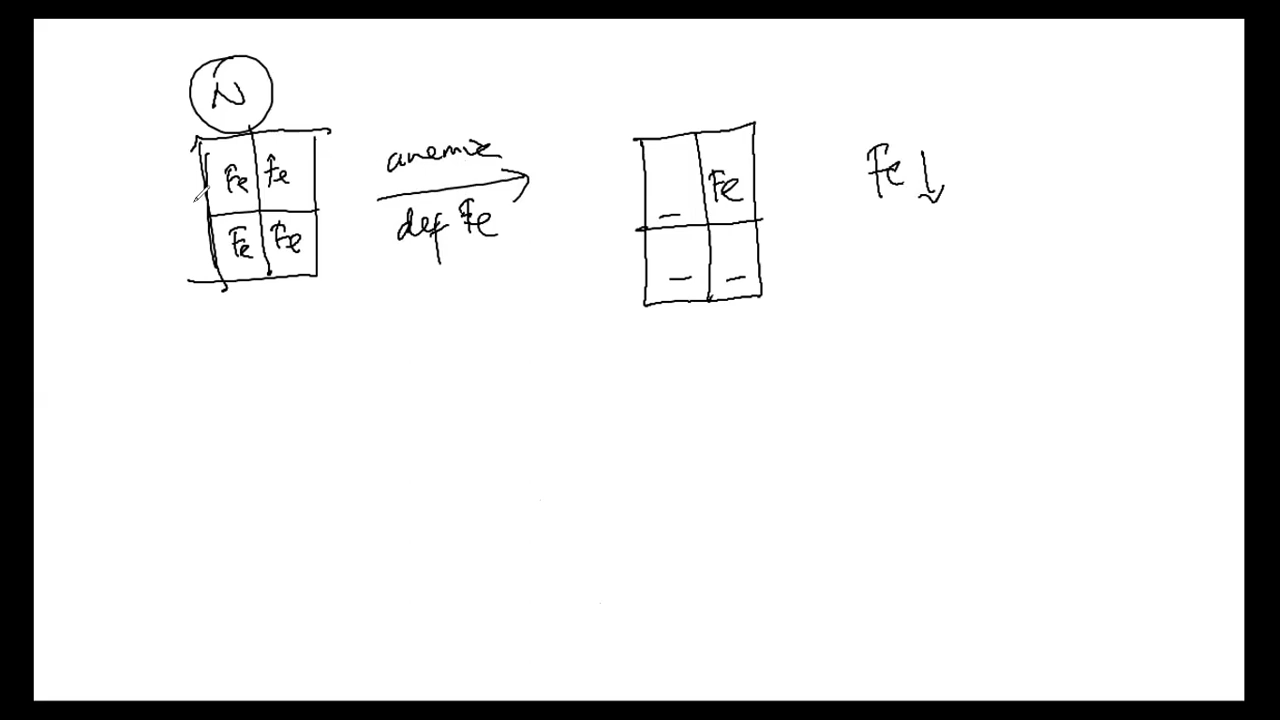 N
Fe Fe
Fe Fe
anemia
def Fe
– Fe
– –
Fe ↓